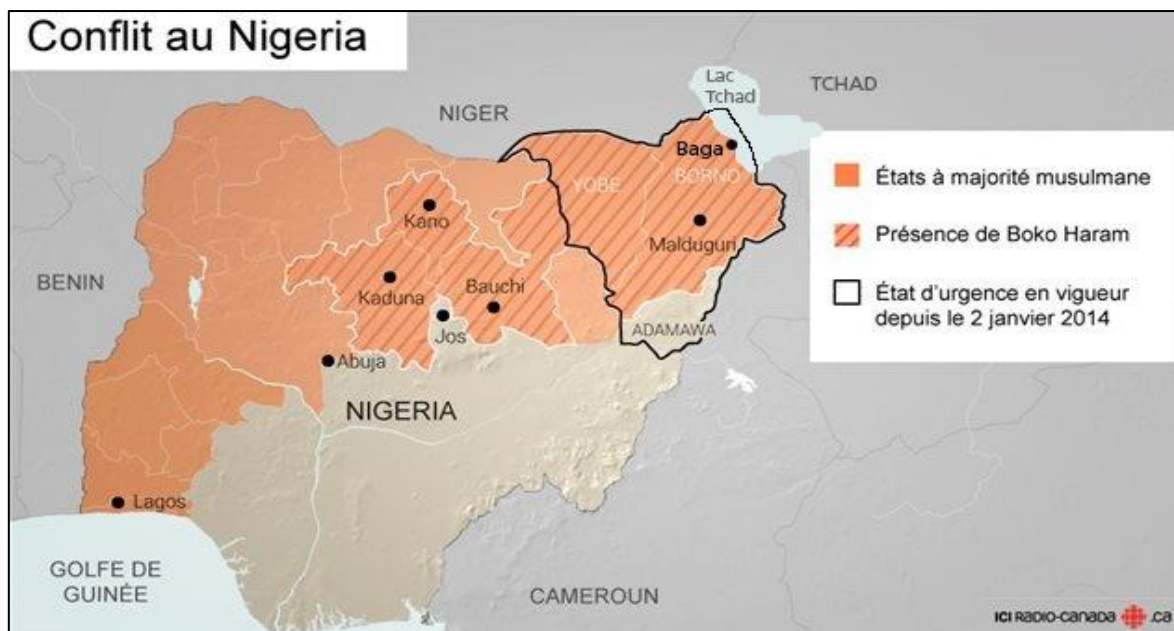 Conflit au Nigeria
Lac
Tchad
TCHAD
NIGER
Baga
YOBE
BORNO
Kano
Malduguri
BENIN
Kaduna
Bauchi
Jos
ADAMAWA
Abuja
NIGERIA
Lagos
GOLFE DE
GUINÉE
CAMEROUN
États à majorité musulmane
Présence de Boko Haram
État d'urgence en vigueur
depuis le 2 janvier 2014
ICI RADIO-CANADA .ca